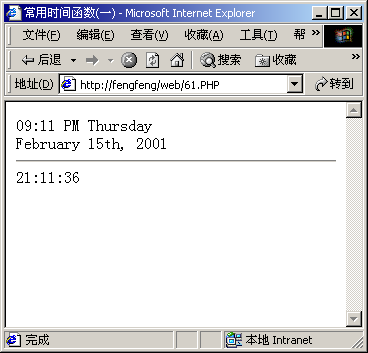 常用时间函数(一) - Microsoft Internet Explorer
文件(F) 编辑(E) 查看(V) 收藏(A) 工具(T) 帮 »
后退 » 搜索 收藏 »
地址(D) http://fengfeng/web/61.PHP 转到
09:11 PM Thursday
February 15th, 2001
21:11:36
完成 本地 Intranet